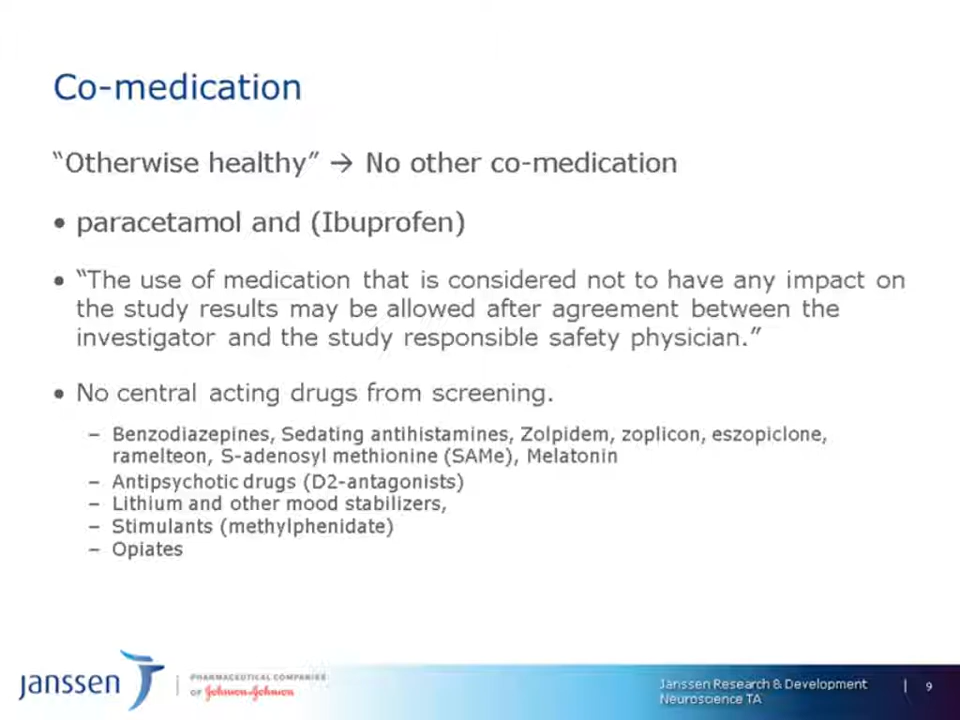 Co-medication
“Otherwise healthy” → No other co-medication
• paracetamol and (Ibuprofen)
• “The use of medication that is considered not to have any impact on
the study results may be allowed after agreement between the
investigator and the study responsible safety physician.”
• No central acting drugs from screening.
– Benzodiazepines, Sedating antihistamines, Zolpidem, zoplicon, eszopiclone,
ramelteon, S-adenosyl methionine (SAMe), Melatonin
– Antipsychotic drugs (D2-antagonists)
– Lithium and other mood stabilizers,
– Stimulants (methylphenidate)
– Opiates
janssen
PHARMACEUTICAL COMPANIES
OF Johnson & Johnson
Janssen Research & Development
Neuroscience TA
9